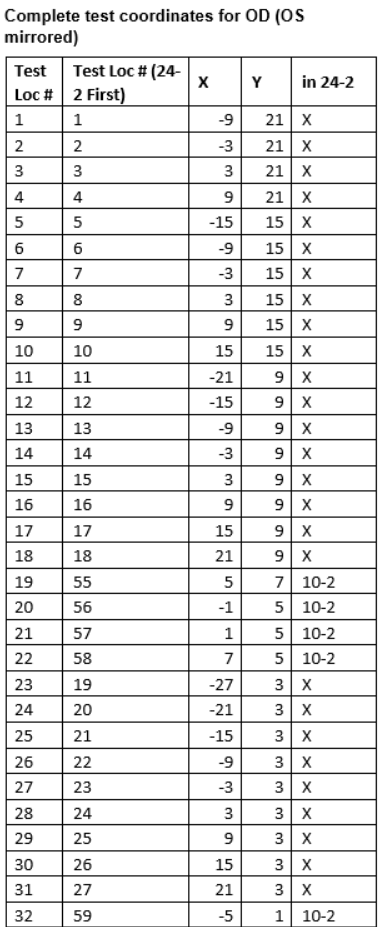 Complete test coordinates for OD (OS
mirrored)
Test Loc # Test Loc # (24-2 First) X Y in 24-2
1 1 -9 21 X
2 2 -3 21 X
3 3 3 21 X
4 4 9 21 X
5 5 -15 15 X
6 6 -9 15 X
7 7 -3 15 X
8 8 3 15 X
9 9 9 15 X
10 10 15 15 X
11 11 -21 9 X
12 12 -15 9 X
13 13 -9 9 X
14 14 -3 9 X
15 15 3 9 X
16 16 9 9 X
17 17 15 9 X
18 18 21 9 X
19 55 5 7 10-2
20 56 -1 5 10-2
21 57 1 5 10-2
22 58 7 5 10-2
23 19 -27 3 X
24 20 -21 3 X
25 21 -15 3 X
26 22 -9 3 X
27 23 -3 3 X
28 24 3 3 X
29 25 9 3 X
30 26 15 3 X
31 27 21 3 X
32 59 -5 1 10-2